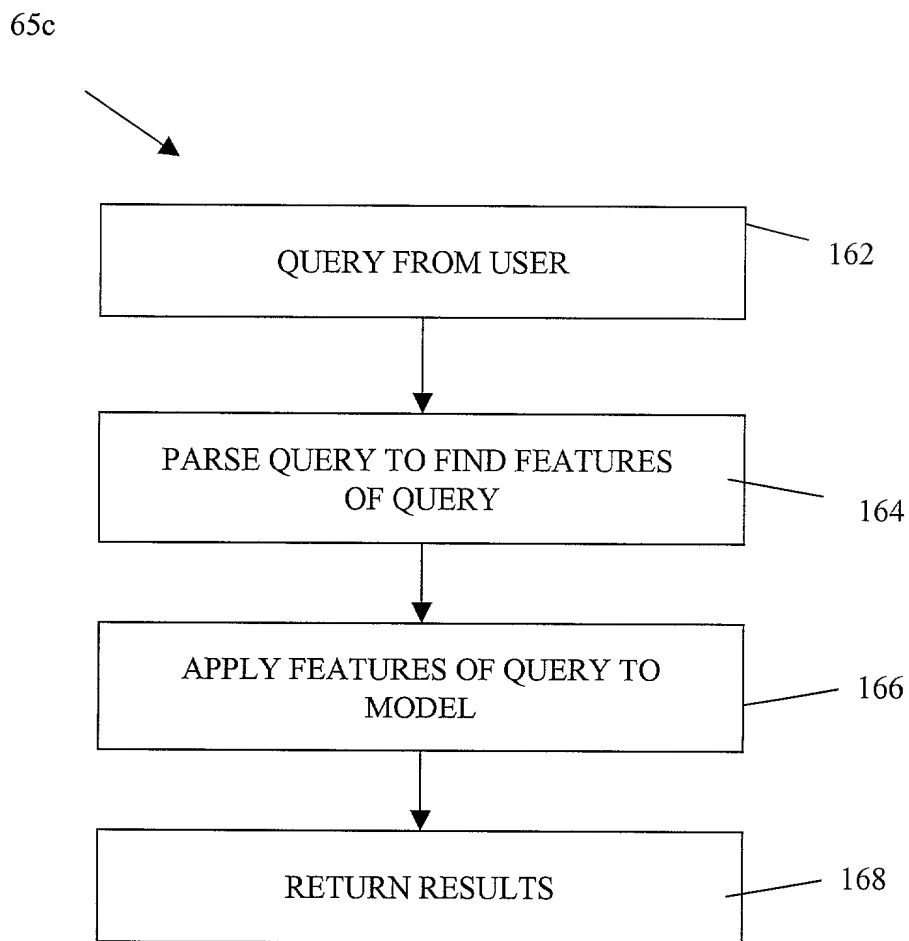 65c
QUERY FROM USER
162
PARSE QUERY TO FIND FEATURES
OF QUERY
164
APPLY FEATURES OF QUERY TO
MODEL
166
RETURN RESULTS
168